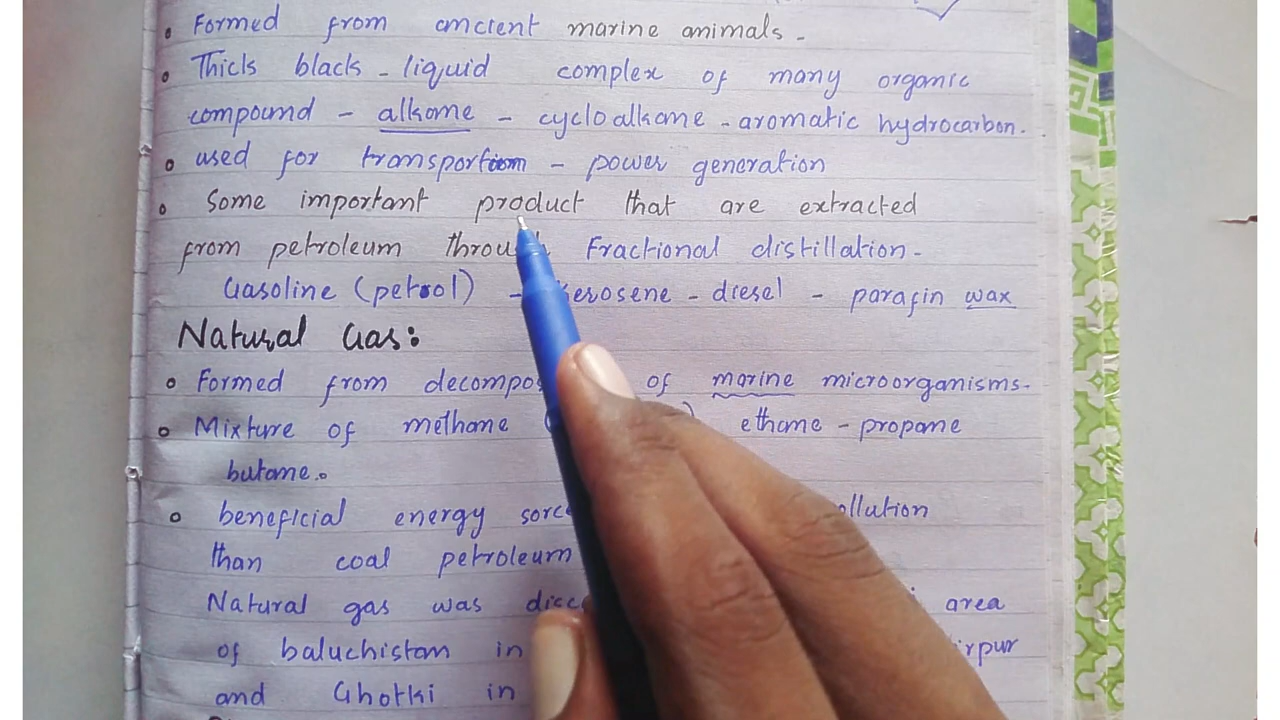 • Formed from ancient marine animals -
• Thick black - liquid complex of many organic
compound - alkane - cycloalkane - aromatic hydrocarbon.
• used for transportion - power generation
• Some important product that are extracted
from petroleum through Fractional distillation -
Gasoline (petrol) - kerosene - diesel - parafin wax
Natural Gas:
• Formed from of marine microorganisms.
• Mixture of methane ethane - propane
butane.
• beneficial energy
than coal petroleum
Natural gas was area
of baluchistan in
and Ghotki in